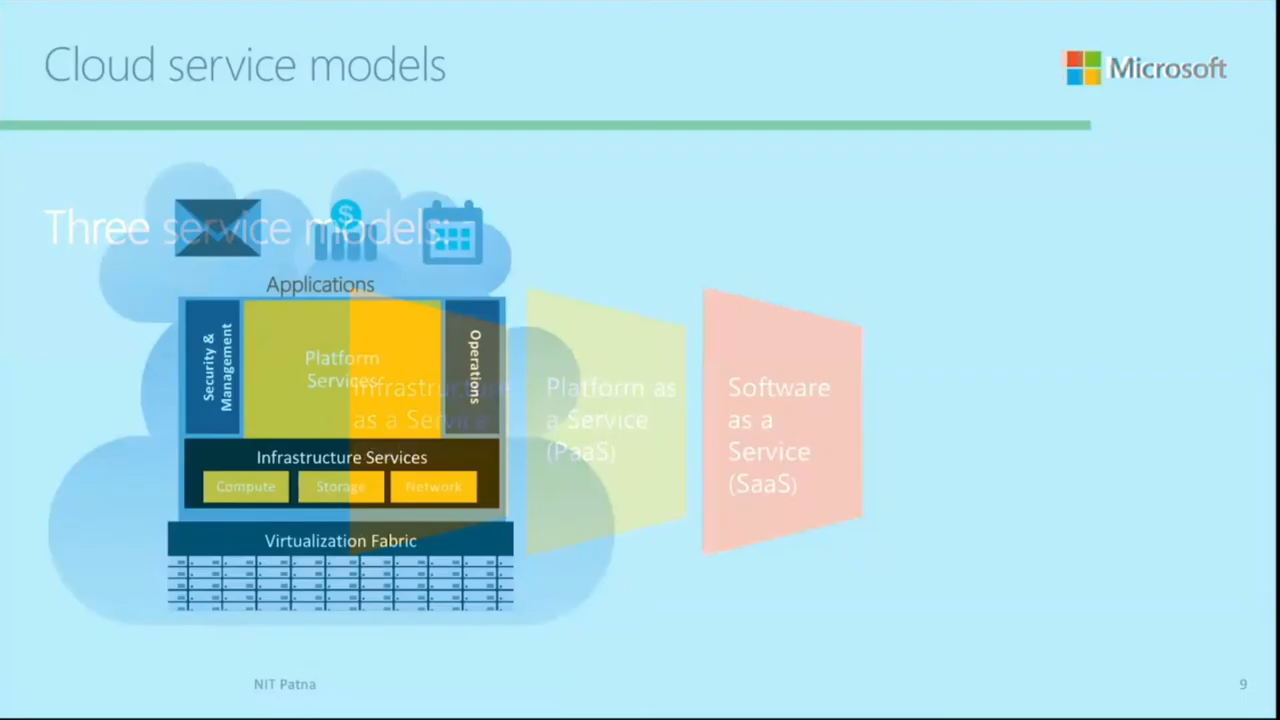 Cloud service models
Microsoft
Three service models:
Applications
Security &
Management
Platform
Services
Operations
Infrastructure
as a Service
Platform as
a Service
(PaaS)
Software
as a
Service
(SaaS)
Infrastructure Services
Compute
Storage
Network
Virtualization Fabric
NIT Patna
9